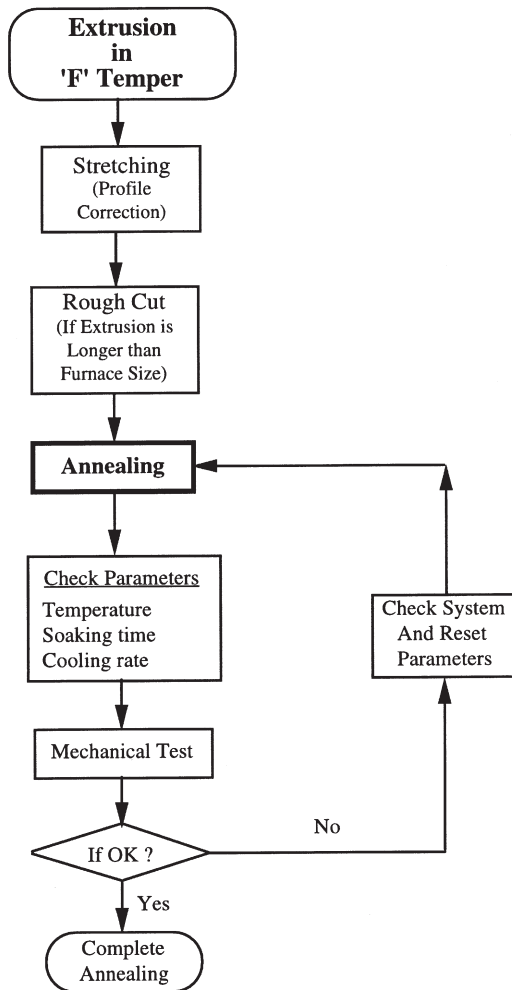 Extrusion
in
'F' Temper
Stretching
(Profile
Correction)
Rough Cut
(If Extrusion is
Longer than
Furnace Size)
Annealing
Check Parameters
Temperature
Soaking time
Cooling rate
Check System
And Reset
Parameters
Mechanical Test
If OK ?
No
Yes
Complete
Annealing